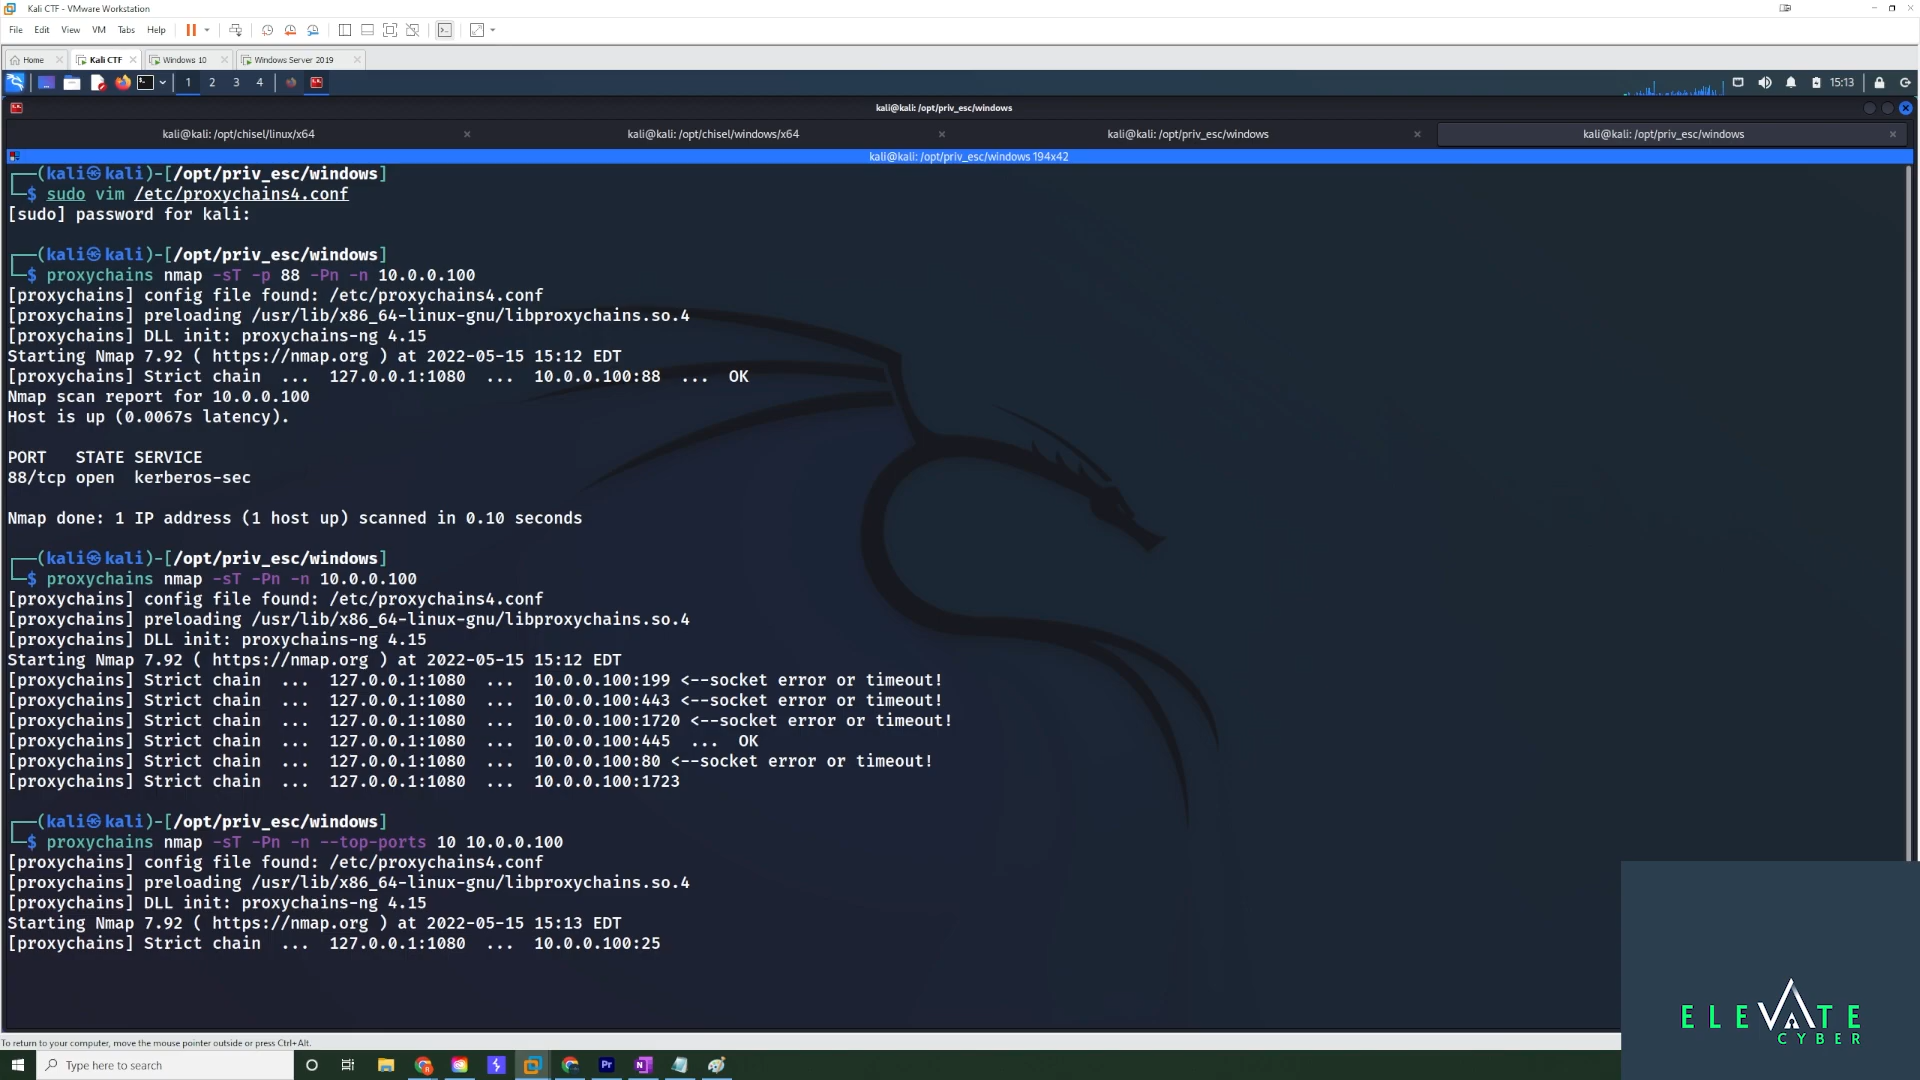 Kali CTF - VMware Workstation
File Edit View VM Tabs Help
Home Kali CTF Windows 10 Windows Server 2019
1 2 3 4 15:13
kali@kali: /opt/priv_esc/windows
kali@kali: /opt/chisel/linux/x64 kali@kali: /opt/chisel/windows/x64 kali@kali: /opt/priv_esc/windows kali@kali: /opt/priv_esc/windows
kali@kali: /opt/priv_esc/windows 194x42
┌──(kali㉿kali)-[/opt/priv_esc/windows]
└─$ sudo vim /etc/proxychains4.conf
[sudo] password for kali:
┌──(kali㉿kali)-[/opt/priv_esc/windows]
└─$ proxychains nmap -sT -p 88 -Pn -n 10.0.0.100
[proxychains] config file found: /etc/proxychains4.conf
[proxychains] preloading /usr/lib/x86_64-linux-gnu/libproxychains.so.4
[proxychains] DLL init: proxychains-ng 4.15
Starting Nmap 7.92 ( https://nmap.org ) at 2022-05-15 15:12 EDT
[proxychains] Strict chain  ...  127.0.0.1:1080  ...  10.0.0.100:88  ...  OK
Nmap scan report for 10.0.0.100
Host is up (0.0067s latency).
PORT   STATE SERVICE
88/tcp open  kerberos-sec
Nmap done: 1 IP address (1 host up) scanned in 0.10 seconds
┌──(kali㉿kali)-[/opt/priv_esc/windows]
└─$ proxychains nmap -sT -Pn -n 10.0.0.100
[proxychains] config file found: /etc/proxychains4.conf
[proxychains] preloading /usr/lib/x86_64-linux-gnu/libproxychains.so.4
[proxychains] DLL init: proxychains-ng 4.15
Starting Nmap 7.92 ( https://nmap.org ) at 2022-05-15 15:12 EDT
[proxychains] Strict chain  ...  127.0.0.1:1080  ...  10.0.0.100:199 <--socket error or timeout!
[proxychains] Strict chain  ...  127.0.0.1:1080  ...  10.0.0.100:443 <--socket error or timeout!
[proxychains] Strict chain  ...  127.0.0.1:1080  ...  10.0.0.100:1720 <--socket error or timeout!
[proxychains] Strict chain  ...  127.0.0.1:1080  ...  10.0.0.100:445  ...  OK
[proxychains] Strict chain  ...  127.0.0.1:1080  ...  10.0.0.100:80 <--socket error or timeout!
[proxychains] Strict chain  ...  127.0.0.1:1080  ...  10.0.0.100:1723
┌──(kali㉿kali)-[/opt/priv_esc/windows]
└─$ proxychains nmap -sT -Pn -n --top-ports 10 10.0.0.100
[proxychains] config file found: /etc/proxychains4.conf
[proxychains] preloading /usr/lib/x86_64-linux-gnu/libproxychains.so.4
[proxychains] DLL init: proxychains-ng 4.15
Starting Nmap 7.92 ( https://nmap.org ) at 2022-05-15 15:13 EDT
[proxychains] Strict chain  ...  127.0.0.1:1080  ...  10.0.0.100:25
ELEVATE
CYBER
To return to your computer, move the mouse pointer outside or press Ctrl+Alt.
Type here to search